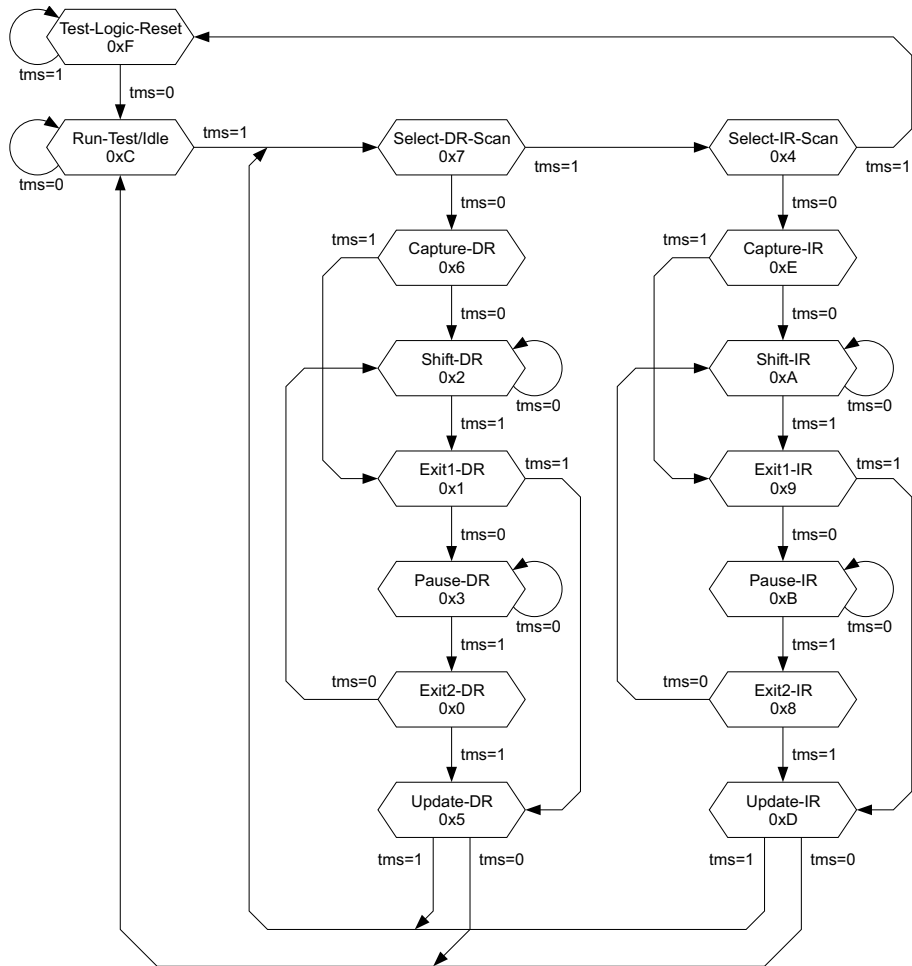 Test-Logic-Reset
0xF
tms=1
tms=0
Run-Test/Idle
0xC
tms=1
tms=0
Select-DR-Scan
0x7
tms=1
Select-IR-Scan
0x4
tms=1
tms=0
tms=0
tms=1
Capture-DR
0x6
tms=1
Capture-IR
0xE
tms=0
tms=0
Shift-DR
0x2
tms=0
Shift-IR
0xA
tms=0
tms=1
tms=1
Exit1-DR
0x1
tms=1
Exit1-IR
0x9
tms=1
tms=0
tms=0
Pause-DR
0x3
tms=0
Pause-IR
0xB
tms=0
tms=1
tms=1
tms=0
Exit2-DR
0x0
tms=0
Exit2-IR
0x8
tms=1
tms=1
Update-DR
0x5
Update-IR
0xD
tms=1
tms=0
tms=1
tms=0